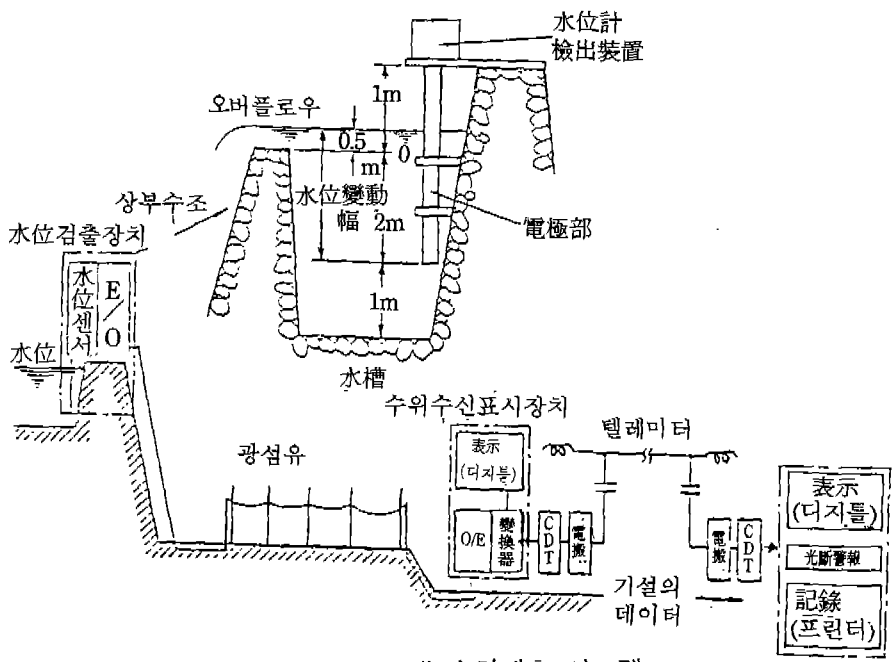 水位計
檢出裝置
1m
오버플로우
0.5
m
0
水位變動
幅 2m
상부수조
電極部
水位검출장치
水位센서
E/O
1m
水位
水槽
수위수신표시장치
텔레미터
광섬유
表示
(디지틀)
O/E
變換器
CDT
電搬
電搬
CDT
表示
(디지틀)
光斷警報
記錄
(프린터)
기설의
데이터